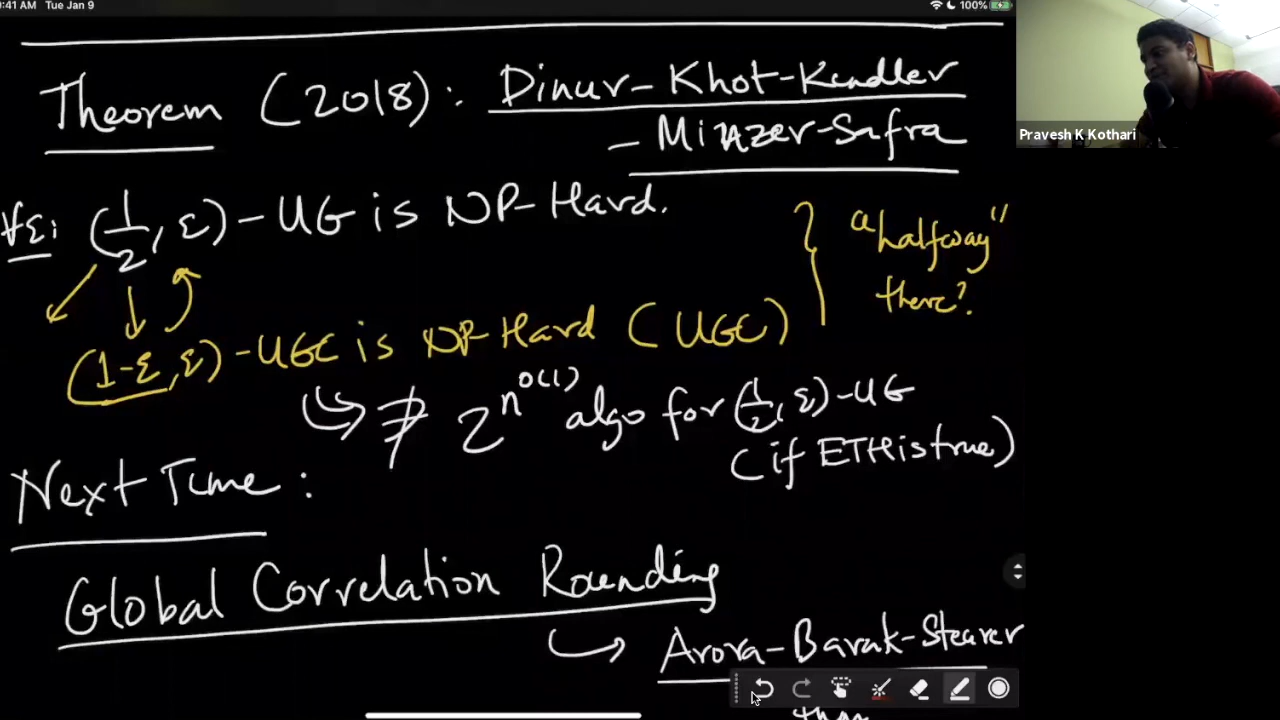 :41 AM Tue Jan 9 100%
Pravesh K Kothari
Theorem (2018): Dinur-Khot-Kindler
- Minzer-Safra
∀ε: (1/2, ε)-UG is NP-Hard.
"halfway"
there?
(1-ε, ε)-UGC is NP-Hard (UGC)
∄ 2^n^o(1) algo for (1/2, ε)-UG
(if ETH is true)
Next Time:
Global Correlation Rounding
Arora-Barak-Steurer